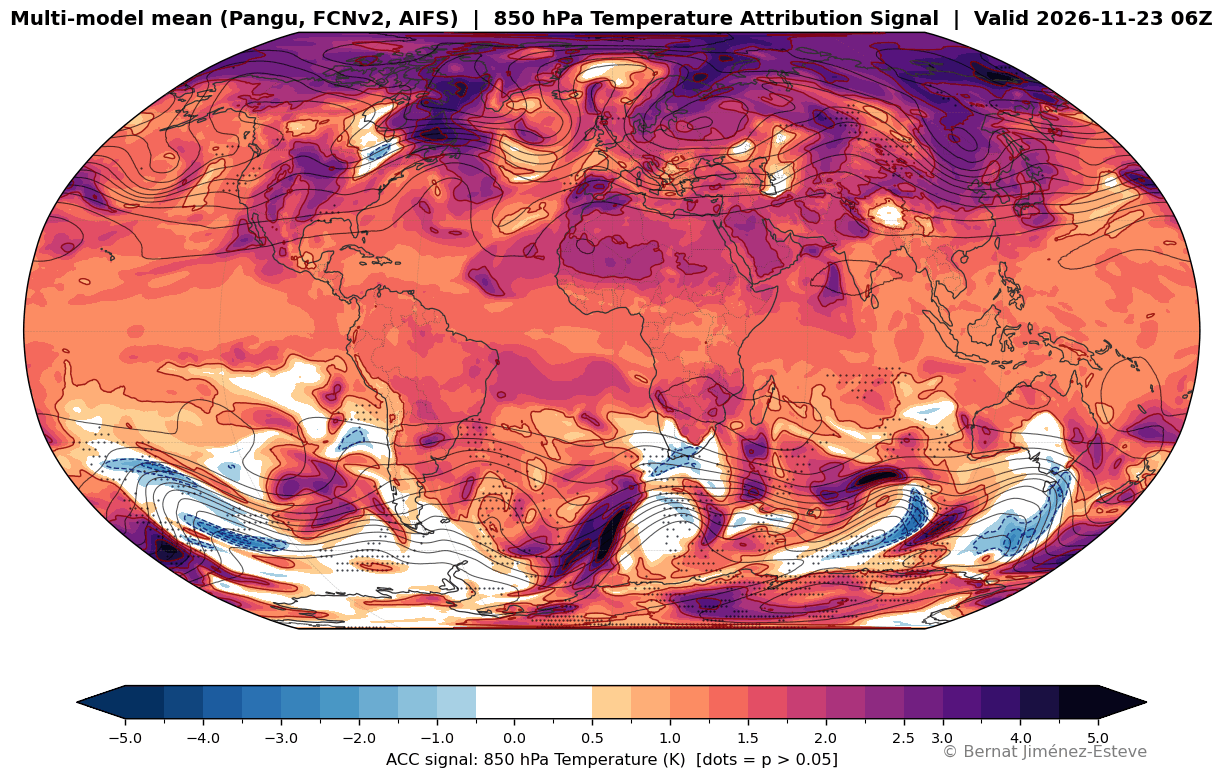 Multi-model mean (Pangu, FCNv2, AIFS)  |  850 hPa Temperature Attribution Signal  |  Valid 2026-11-23 06Z
−5.0 −4.0 −3.0 −2.0 −1.0 0.0 0.5 1.0 1.5 2.0 2.5 3.0 4.0 5.0
© Bernat Jiménez-Esteve
ACC signal: 850 hPa Temperature (K)  [dots = p > 0.05]